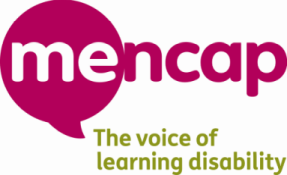 mencap
The voice of
learning disability